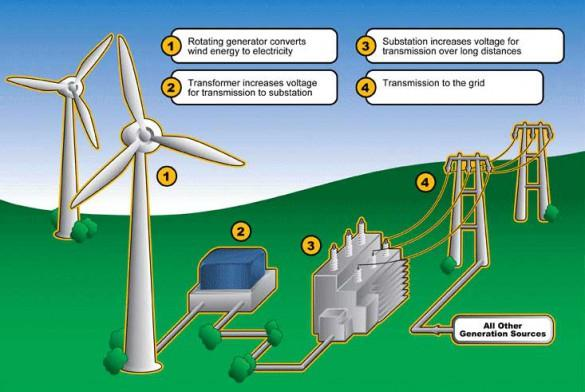 1 Rotating generator converts
wind energy to electricity
2 Transformer increases voltage
for transmission to substation
3 Substation increases voltage for
transmission over long distances
4 Transmission to the grid
1
2
3
4
All Other
Generation Sources